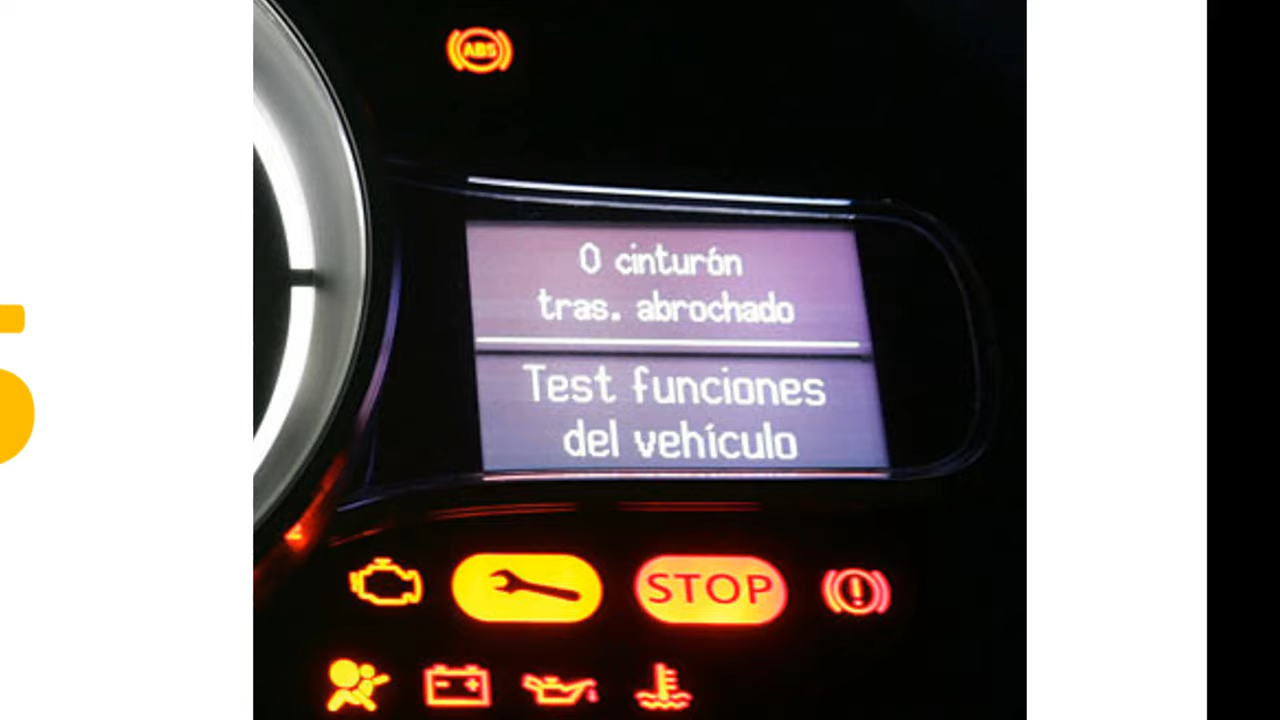 ABS
0 cinturón
tras. abrochado
Test funciones
del vehículo
STOP